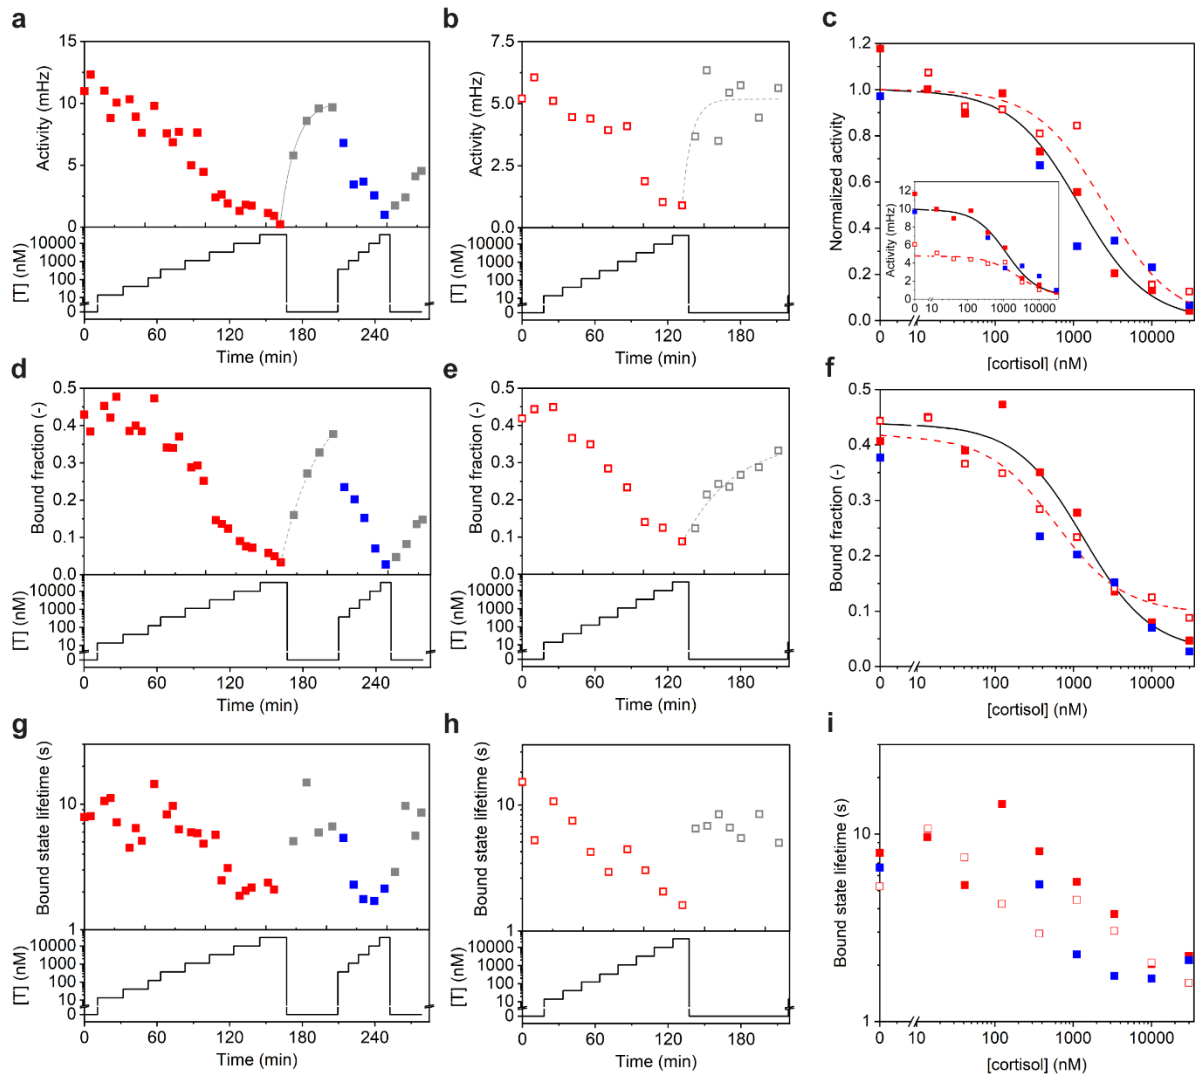 a
15
10
5
0.0
Activity (mHz)
10000
1000
100
10
0
[T] (nM)
0 60 120 180 240
Time (min)
b
7.5
5.0
2.5
0.0
Activity (mHz)
10000
1000
100
10
0
[T] (nM)
0 60 120 180
Time (min)
c
1.2
1.0
0.8
0.6
0.4
0.2
0.0
Normalized activity
12
10
8
6
4
2
0
Activity (mHz)
0 10 100 1000 10000
0 10 100 1000 10000
[cortisol] (nM)
d
0.5
0.4
0.3
0.2
0.1
0.0
Bound fraction (-)
10000
1000
100
10
0
[T] (nM)
0 60 120 180 240
Time (min)
e
0.5
0.4
0.3
0.2
0.1
0.0
Bound fraction (-)
10000
1000
100
10
0
[T] (nM)
0 60 120 180
Time (min)
f
0.5
0.4
0.3
0.2
0.1
0.0
Bound fraction (-)
0 10 100 1000 10000
[cortisol] (nM)
g
10
1
Bound state lifetime (s)
10000
1000
100
10
0
[T] (nM)
0 60 120 180 240
Time (min)
h
10
1
Bound state lifetime (s)
10000
1000
100
10
0
[T] (nM)
0 60 120 180
Time (min)
i
10
1
Bound state lifetime (s)
0 10 100 1000 10000
[cortisol] (nM)